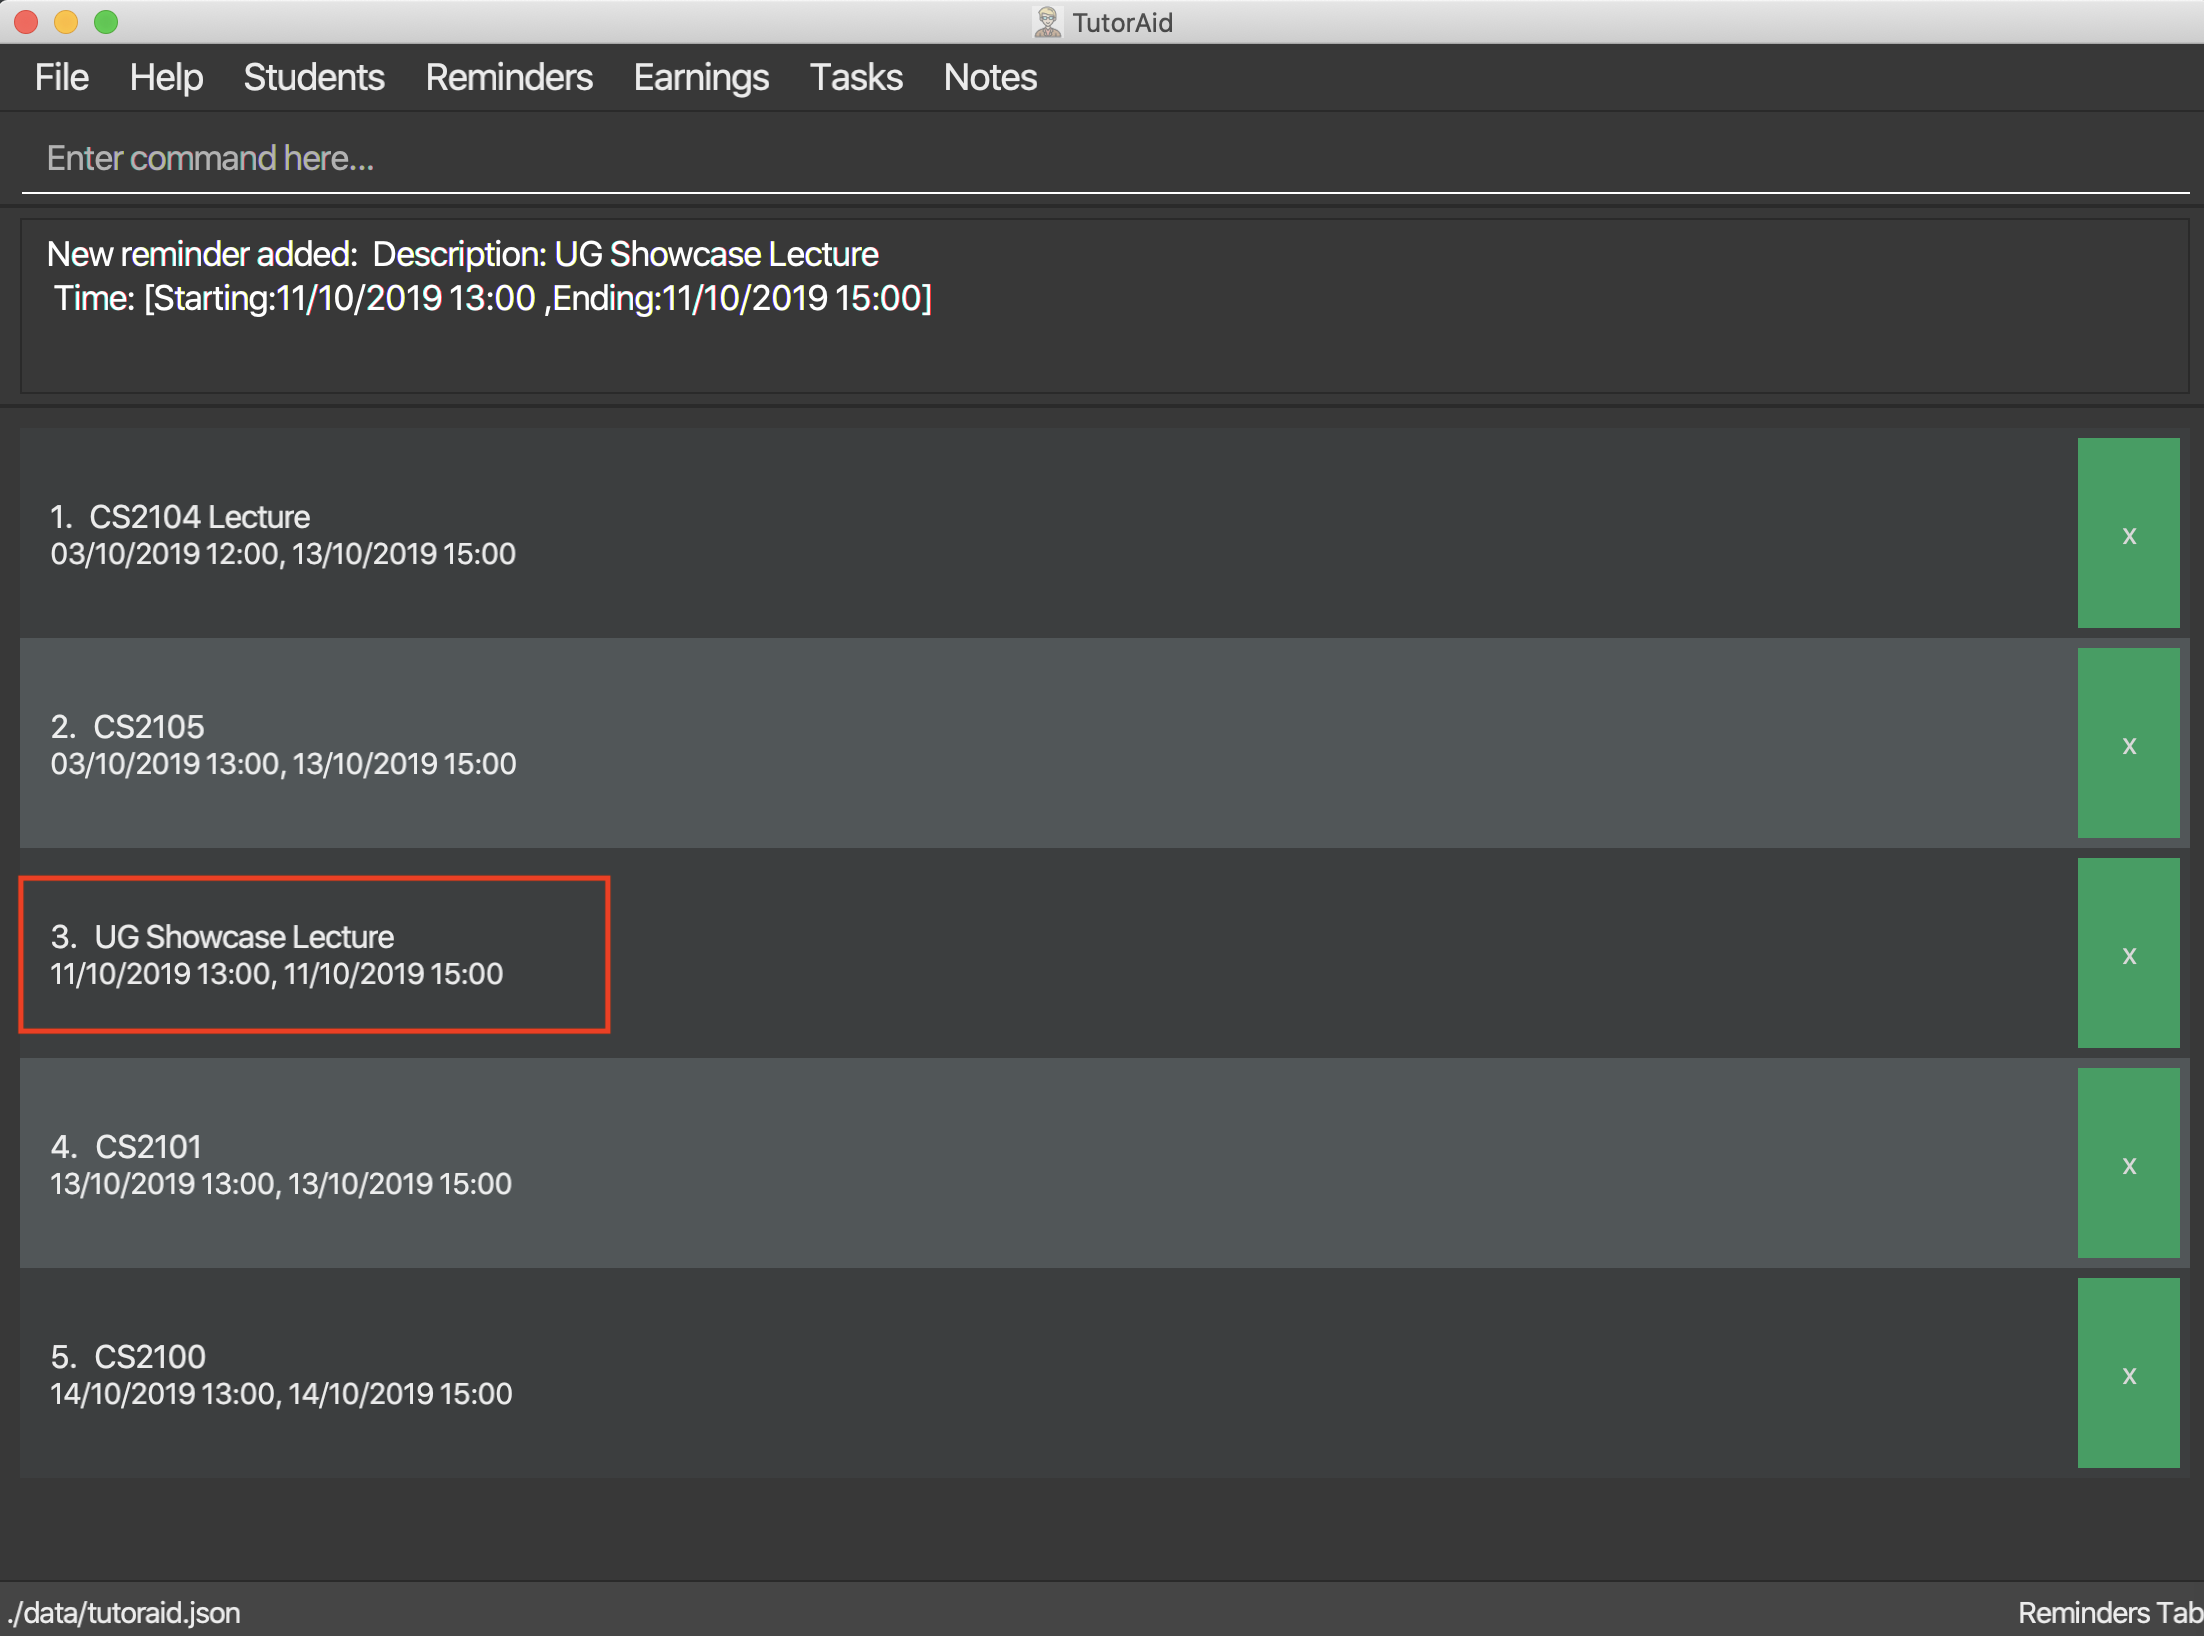 TutorAid
File Help Students Reminders Earnings Tasks Notes
Enter command here...
New reminder added:  Description: UG Showcase Lecture
Time: [Starting:11/10/2019 13:00 ,Ending:11/10/2019 15:00]
1. CS2104 Lecture
03/10/2019 12:00, 13/10/2019 15:00
x
2. CS2105
03/10/2019 13:00, 13/10/2019 15:00
x
3. UG Showcase Lecture
11/10/2019 13:00, 11/10/2019 15:00
x
4. CS2101
13/10/2019 13:00, 13/10/2019 15:00
x
5. CS2100
14/10/2019 13:00, 14/10/2019 15:00
x
./data/tutoraid.json
Reminders Tab